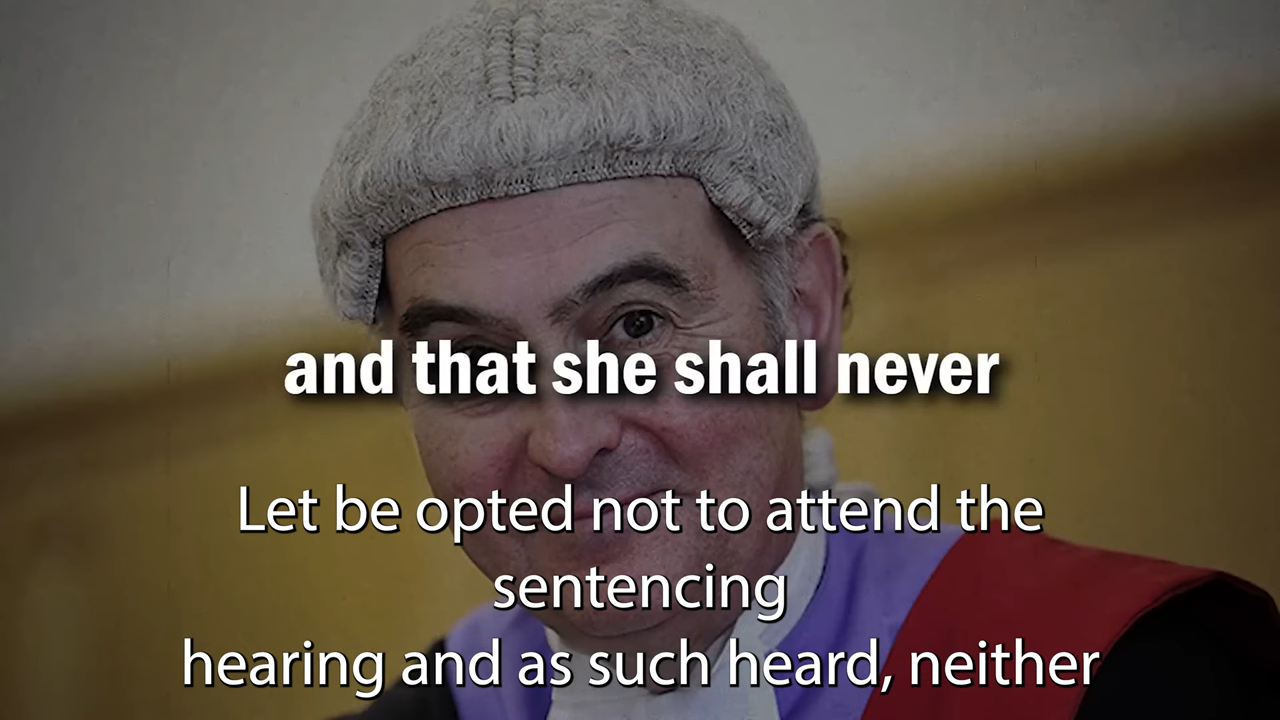 and that she shall never
Let be opted not to attend the
sentencing
hearing and as such heard, neither